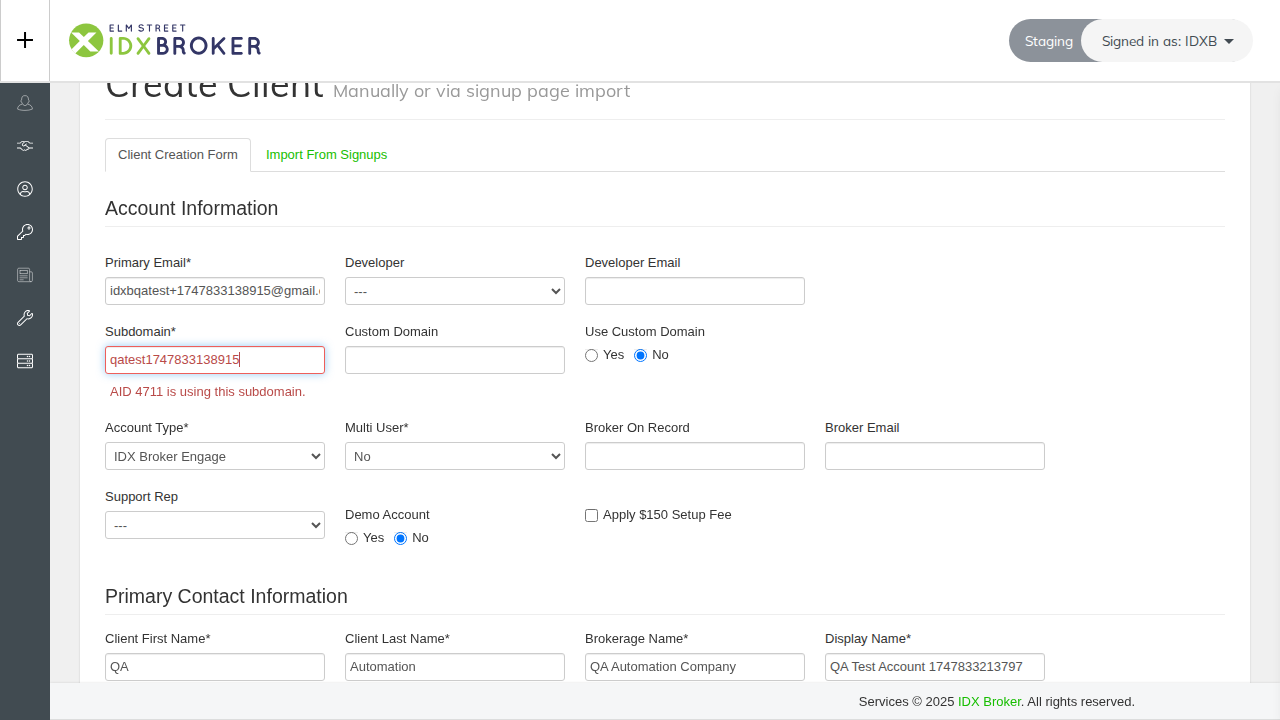 ELM STREET
IDXBROKER
Staging
Signed in as: IDXB
Create Client Manually or via signup page import
Client Creation Form
Import From Signups
Account Information
Primary Email*
Developer
Developer Email
idxbqatest+1747833138915@gmail.
---
Subdomain*
Custom Domain
Use Custom Domain
qatest1747833138915
Yes
No
AID 4711 is using this subdomain.
Account Type*
Multi User*
Broker On Record
Broker Email
IDX Broker Engage
No
Support Rep
Demo Account
Apply $150 Setup Fee
---
Yes
No
Primary Contact Information
Client First Name*
Client Last Name*
Brokerage Name*
Display Name*
QA
Automation
QA Automation Company
QA Test Account 1747833213797
Services © 2025 IDX Broker. All rights reserved.